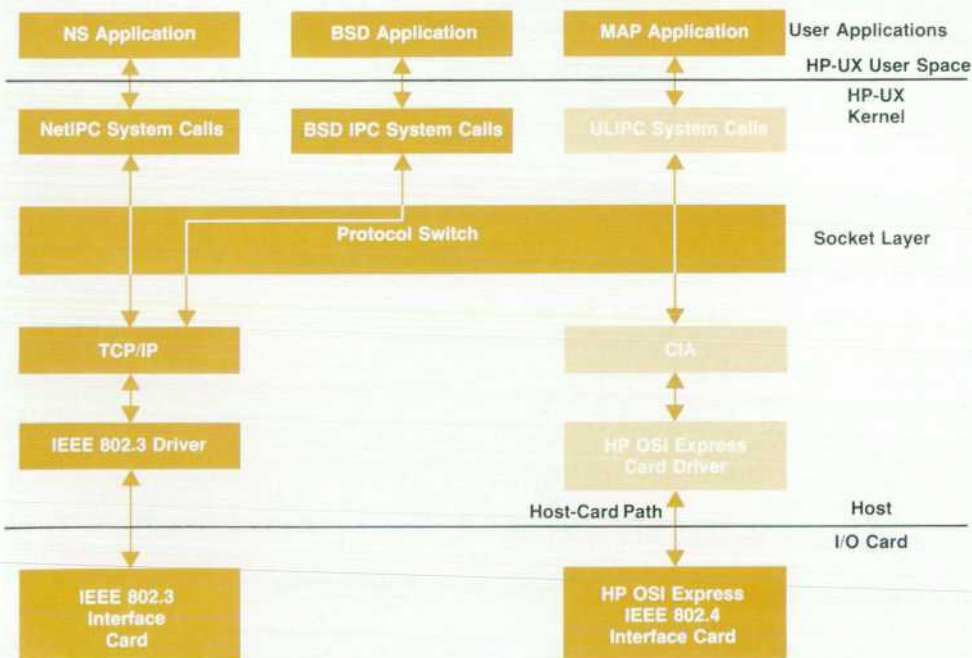 NS Application
BSD Application
MAP Application
User Applications
HP-UX User Space
HP-UX
Kernel
NetIPC System Calls
BSD IPC System Calls
ULIPC System Calls
Protocol Switch
Socket Layer
TCP/IP
CIA
IEEE 802.3 Driver
HP OSI Express
Card Driver
Host-Card Path
Host
I/O Card
IEEE 802.3
Interface
Card
HP OSI Express
IEEE 802.4
Interface Card